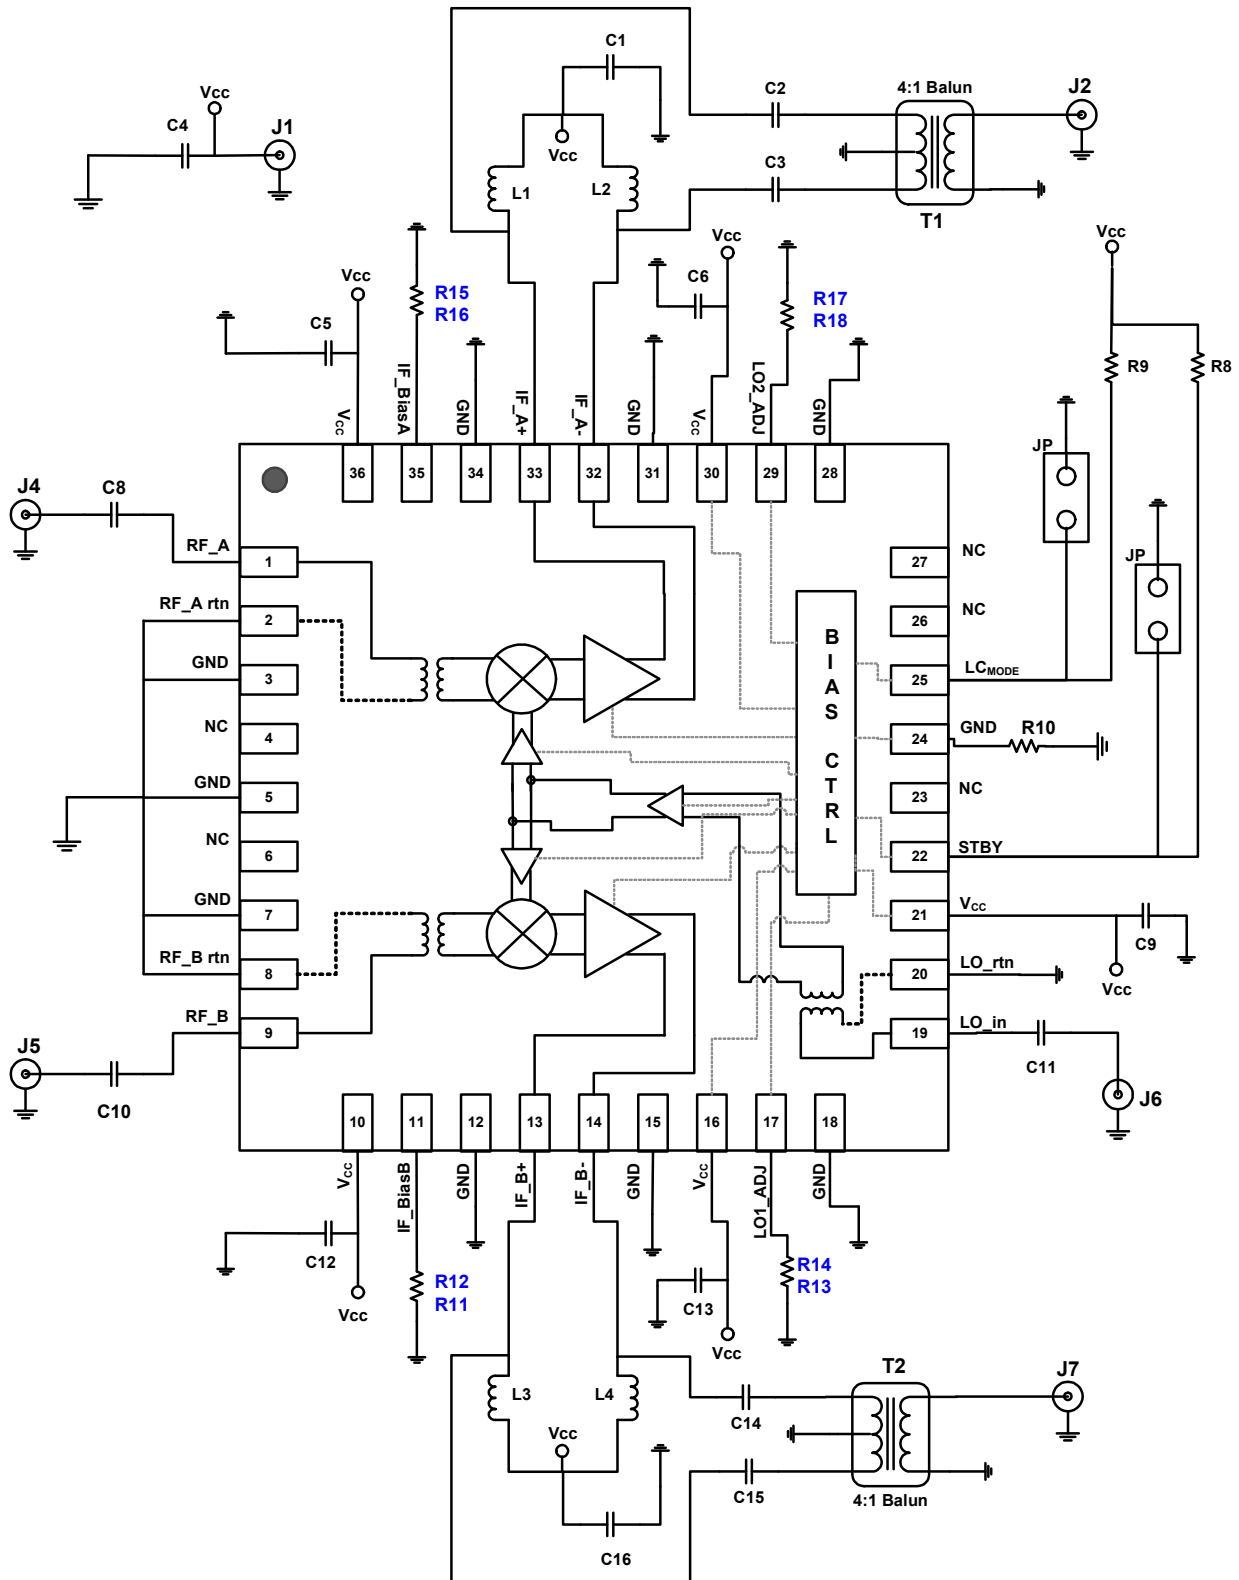 C1
C2
4:1 Balun
J2
Vcc
C4
J1
Vcc
C3
L1
L2
T1
Vcc
Vcc
Vcc
C6
R15
R16
R17
R18
C5
R9
R8
VCC
IF_BiasA
GND
IF_A+
IF_A-
GND
VCC
LO2_ADJ
GND
JP
36
35
34
33
32
31
30
29
28
J4
C8
RF_A
1
27
NC
JP
RF_A rtn
2
26
NC
GND
3
BIAS CTRL
25
LCMODE
NC
4
24
GND
R10
GND
5
23
NC
NC
6
22
STBY
GND
7
21
VCC
C9
RF_B rtn
8
20
LO_rtn
Vcc
RF_B
9
19
LO_in
J5
C10
C11
J6
10
11
12
13
14
15
16
17
18
VCC
IF_BiasB
GND
IF_B+
IF_B-
GND
VCC
LO1_ADJ
GND
C12
R12
R11
R14
R13
C13
Vcc
Vcc
T2
J7
L3
L4
C14
Vcc
C15
4:1 Balun
C16